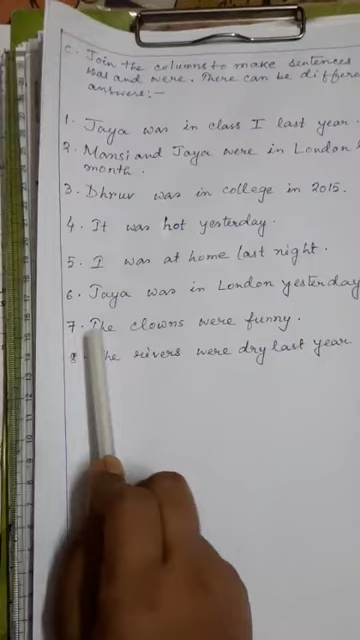 C. Join the columns to make sentences
was and were. There can be differe
answers:-
1. Jaya was in class I last year.
2. Mansi and Jaya were in London
month.
3. Dhruv was in college in 2015.
4. It was hot yesterday.
5. I was at home last night.
6. Jaya was in London yesterday
7. The clowns were funny.
8. The rivers were dry last year